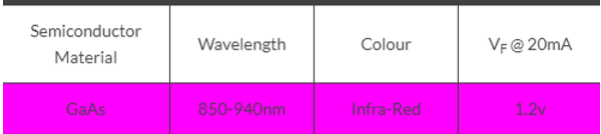 Semiconductor
Material
Wavelength
Colour
VF @ 20mA
GaAs
850-940nm
Infra-Red
1.2v